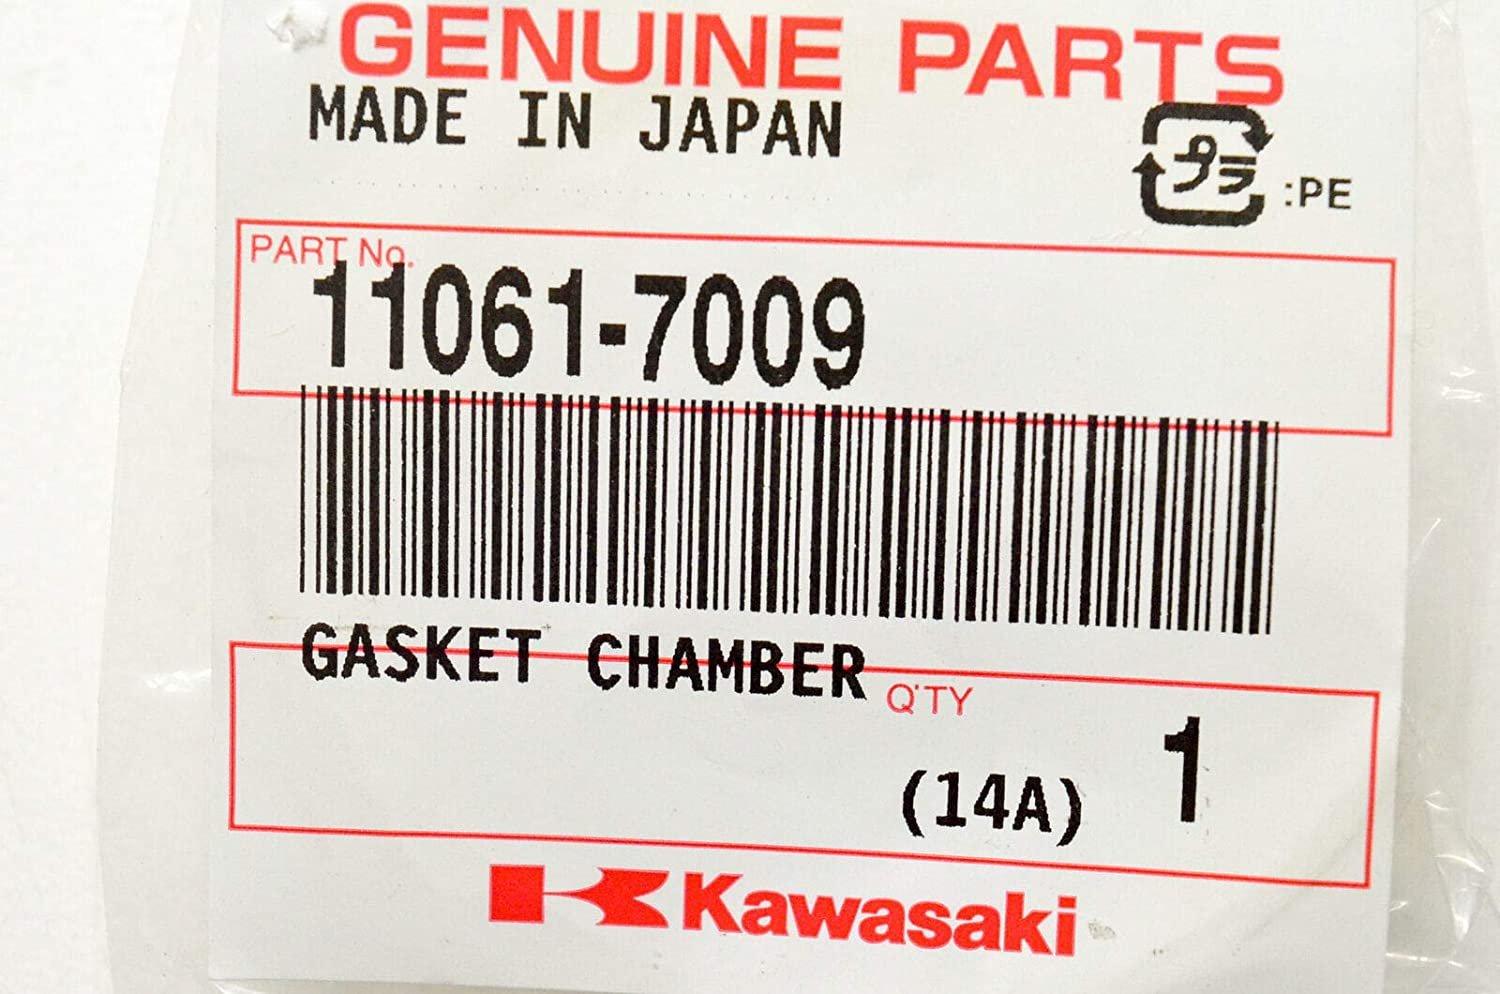 GENUINE PARTS
MADE IN JAPAN
プラ :PE
PART No.
11061-7009
GASKET CHAMBER
Q'TY
(14A) 1
Kawasaki